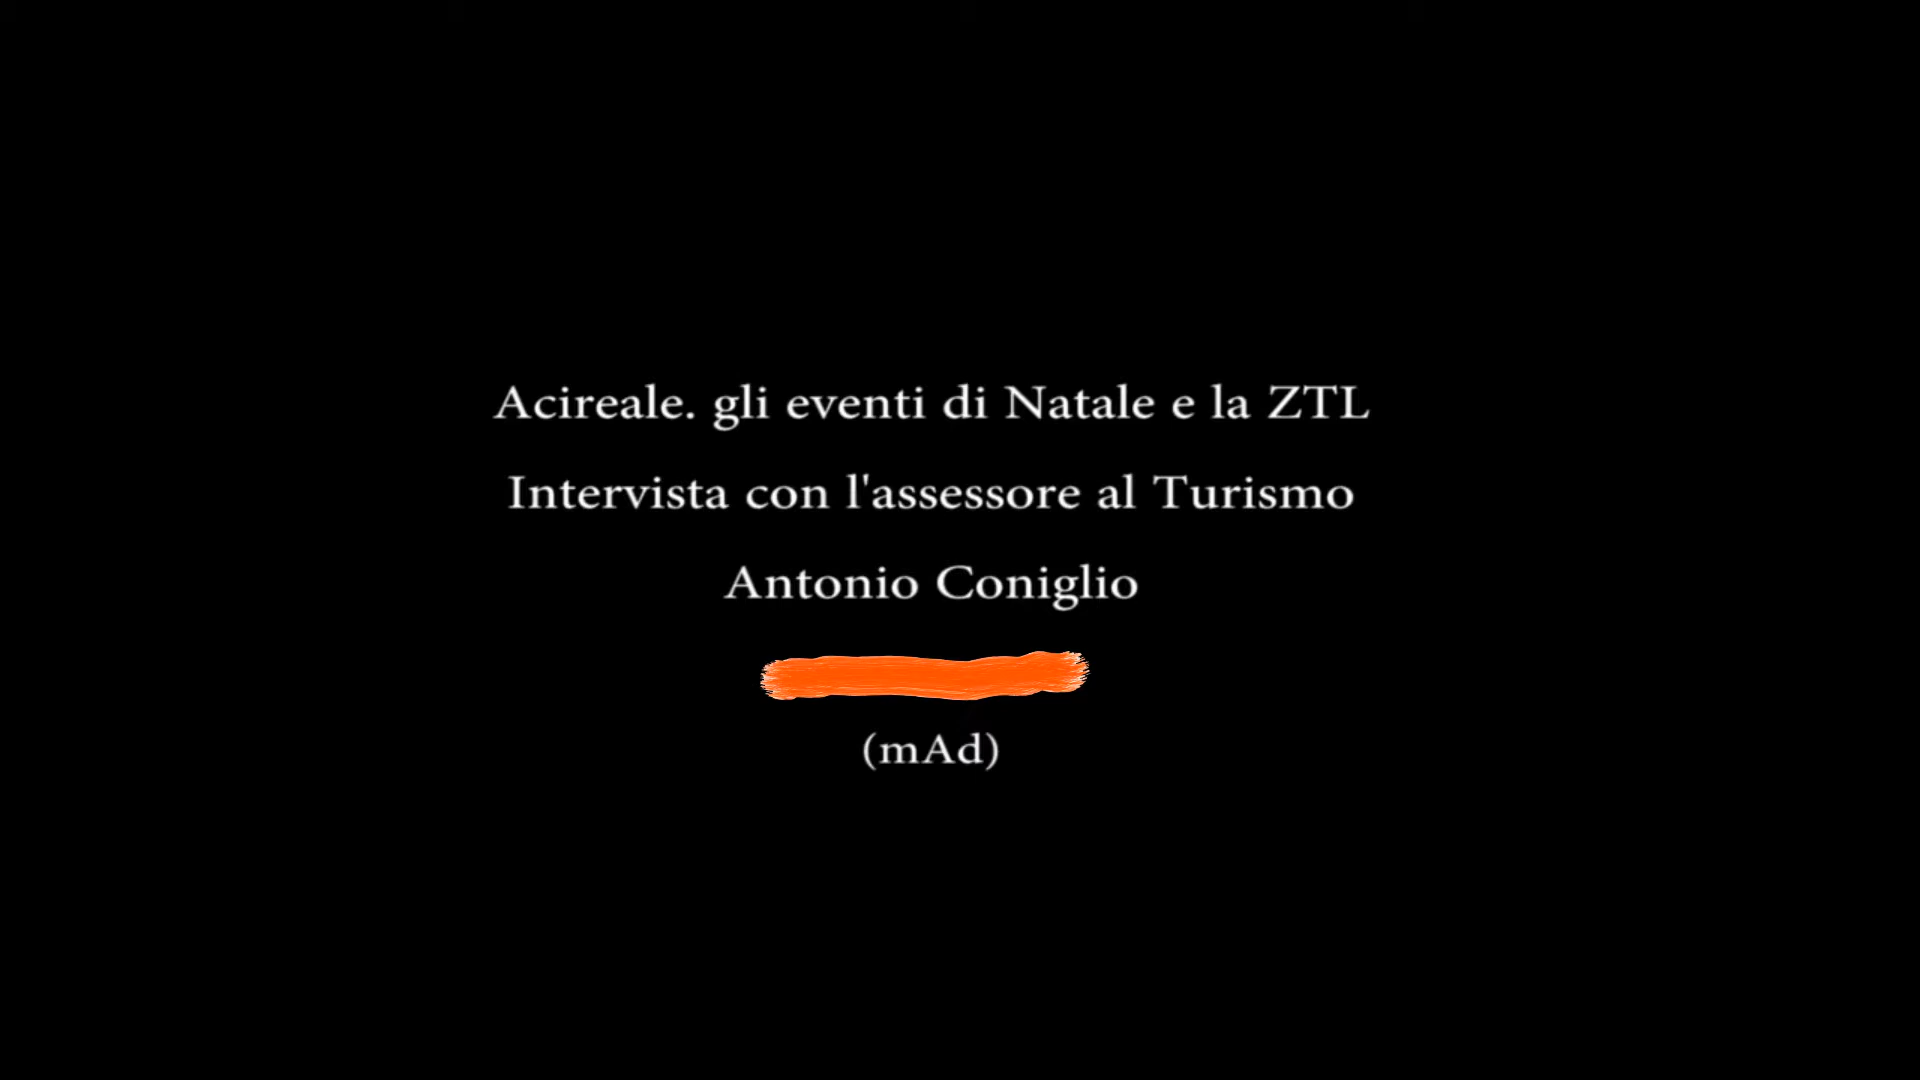 Acireale. gli eventi di Natale e la ZTL
Intervista con l'assessore al Turismo
Antonio Coniglio
(mAd)